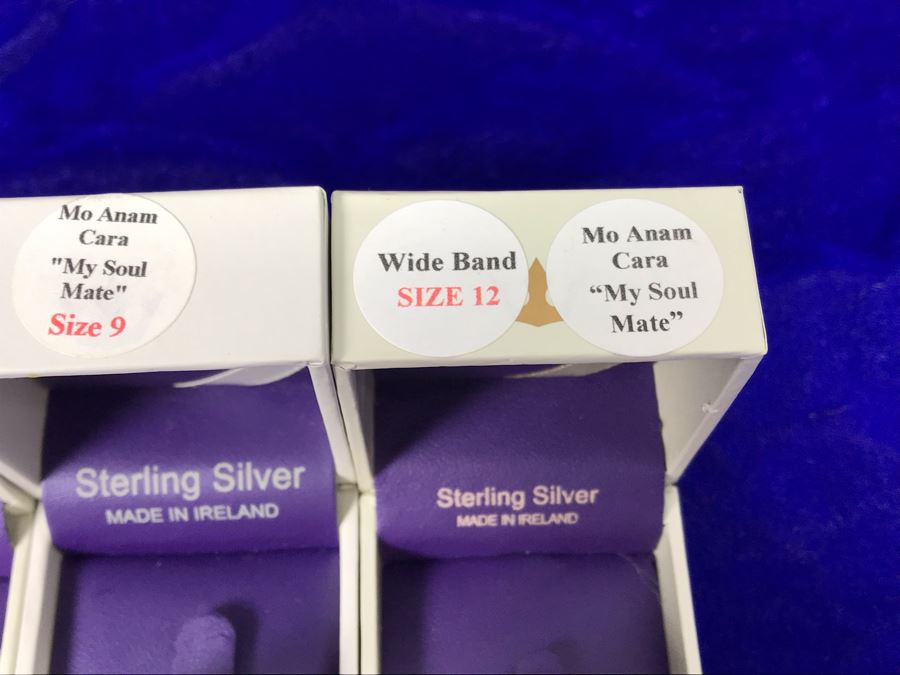 Mo Anam
Cara
"My Soul
Mate"
Size 9
Wide Band
SIZE 12
Mo Anam
Cara
“My Soul
Mate”
Sterling Silver
MADE IN IRELAND
Sterling Silver
MADE IN IRELAND